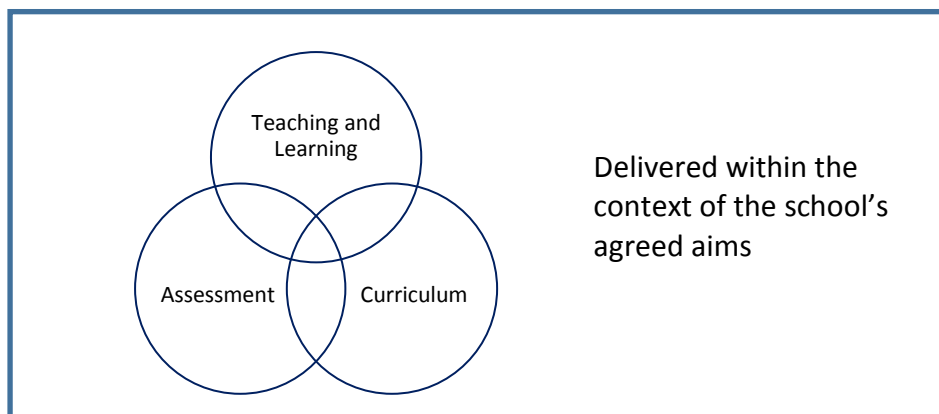 Teaching and
Learning
Delivered within the
context of the school’s
agreed aims
Assessment
Curriculum